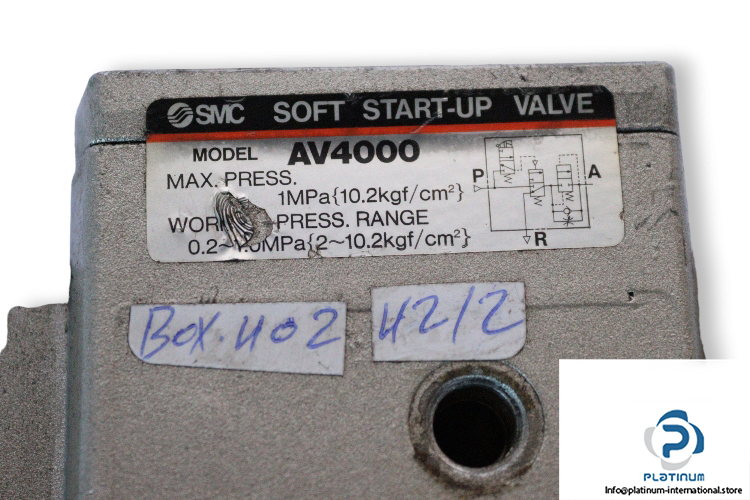 SMC SOFT START-UP VALVE
MODEL AV4000
MAX. PRESS.
1MPa{10.2kgf/cm²}
PRESS. RANGE
MPa{2~10.2kgf/cm²}
P
A
R
BOX.402
42/2
PLATINUM
Info@platinum-international.store